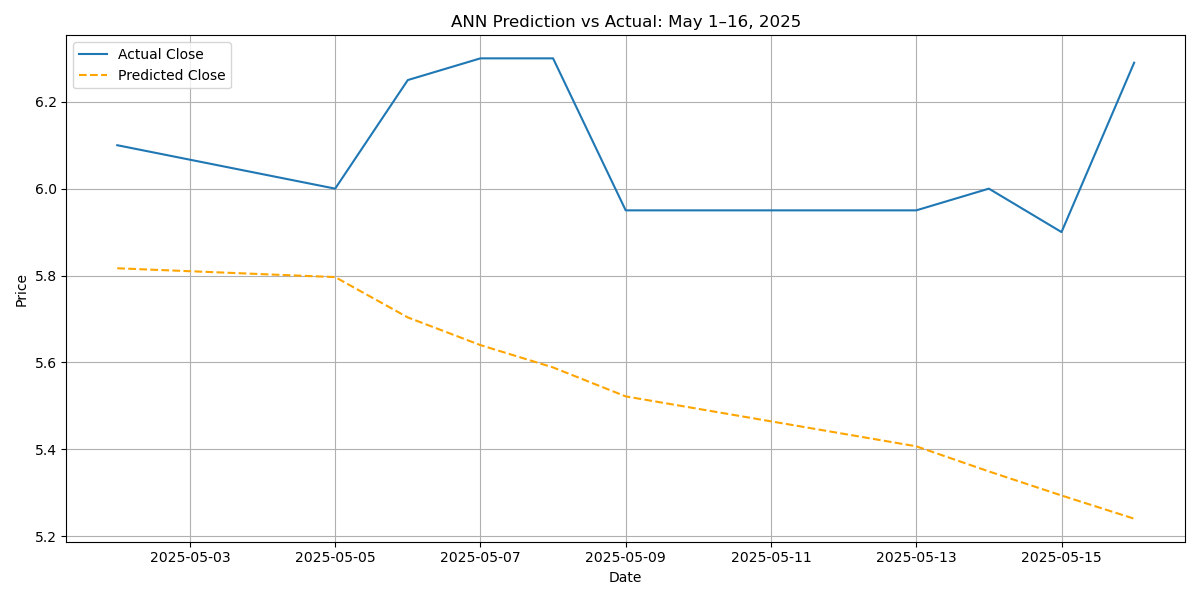 ANN Prediction vs Actual: May 1–16, 2025
Actual Close
Predicted Close
Price
6.2
6.0
5.8
5.6
5.4
5.2
2025-05-03 2025-05-05 2025-05-07 2025-05-09 2025-05-11 2025-05-13 2025-05-15
Date